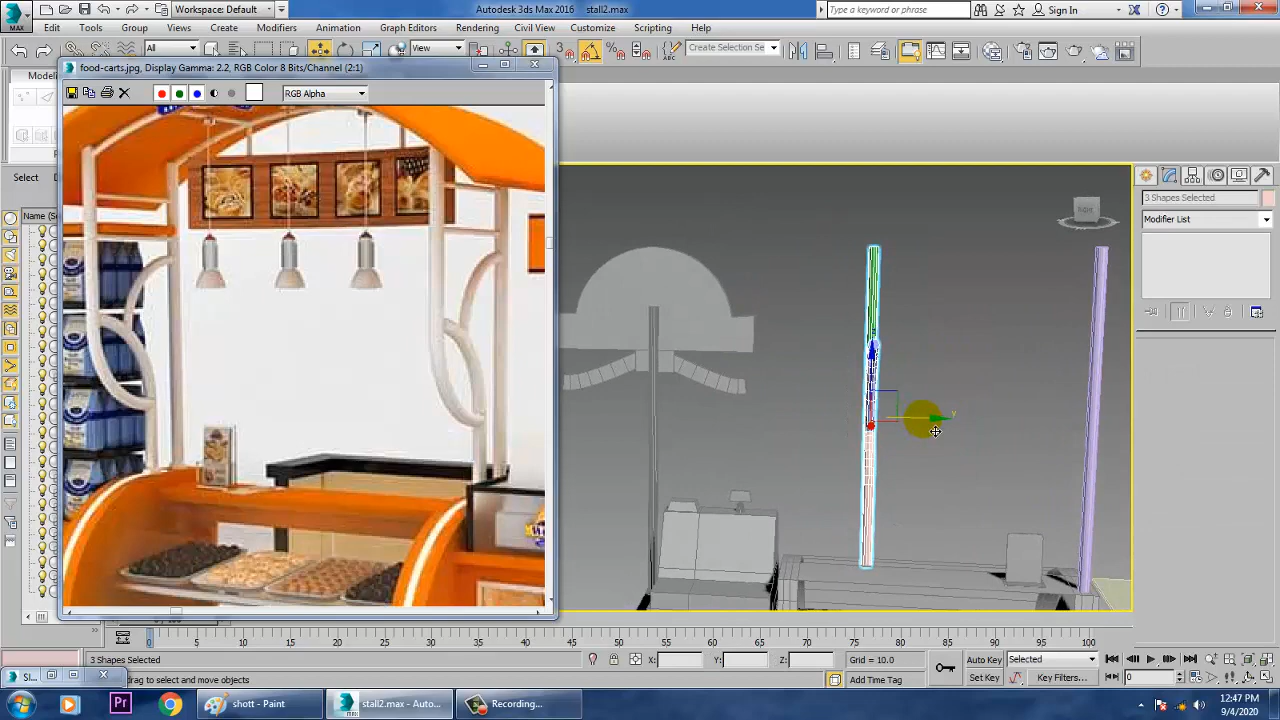 Workspace: Default
Autodesk 3ds Max 2016
stall2.max
Type a keyword or phrase
Sign In
MAX
Edit
Tools
Group
Views
Create
Modifiers
Animation
Graph Editors
Rendering
Civil View
Customize
Scripting
Help
All
View
Create Selection Se
food-carts.jpg, Display Gamma: 2.2, RGB Color 8 Bits/Channel (2:1)
RGB Alpha
Model
Select
Name (S
3 Shapes Selected
Modifier List
y
0
5
10
15
20
25
30
35
40
45
50
55
60
65
70
75
80
85
90
95
100
3 Shapes Selected
X:
Y:
Z:
Grid = 10.0
Auto Key
Selected
drag to select and move objects
Add Time Tag
Set Key
Key Filters...
0
shott - Paint
stall2.max - Auto...
Recording...
12:47 PM
9/4/2020